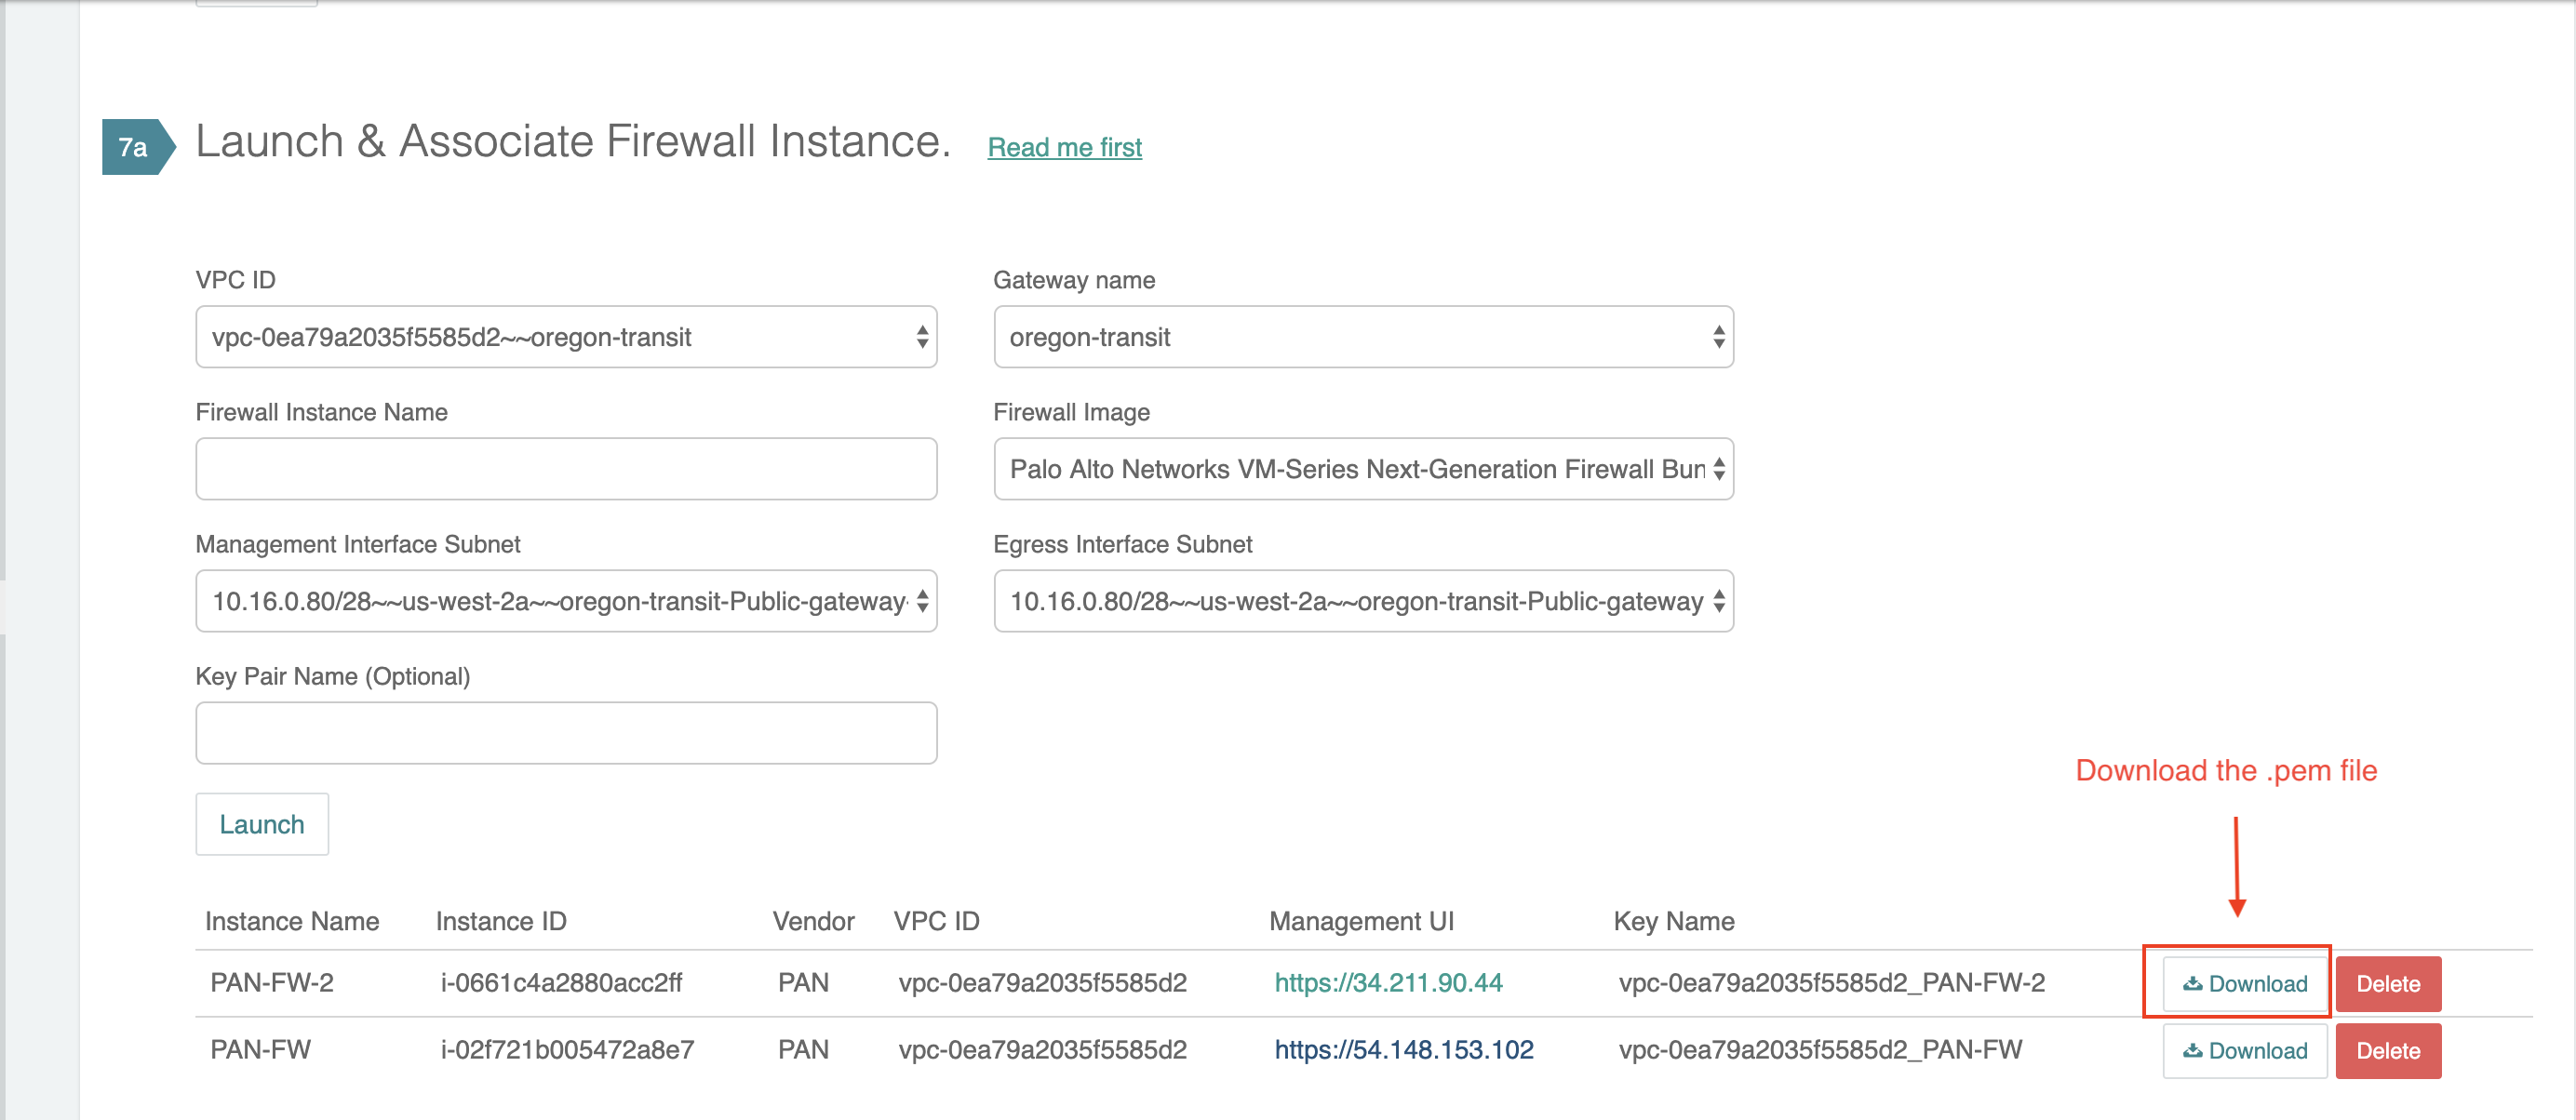 7a Launch & Associate Firewall Instance. Read me first
VPC ID Gateway name
vpc-0ea79a2035f5585d2~~oregon-transit oregon-transit
Firewall Instance Name Firewall Image
Palo Alto Networks VM-Series Next-Generation Firewall Bun
Management Interface Subnet Egress Interface Subnet
10.16.0.80/28~~us-west-2a~~oregon-transit-Public-gateway- 10.16.0.80/28~~us-west-2a~~oregon-transit-Public-gateway
Key Pair Name (Optional)
Download the .pem file
Launch
Instance Name Instance ID Vendor VPC ID Management UI Key Name
PAN-FW-2 i-0661c4a2880acc2ff PAN vpc-0ea79a2035f5585d2 https://34.211.90.44 vpc-0ea79a2035f5585d2_PAN-FW-2 Download Delete
PAN-FW i-02f721b005472a8e7 PAN vpc-0ea79a2035f5585d2 https://54.148.153.102 vpc-0ea79a2035f5585d2_PAN-FW Download Delete